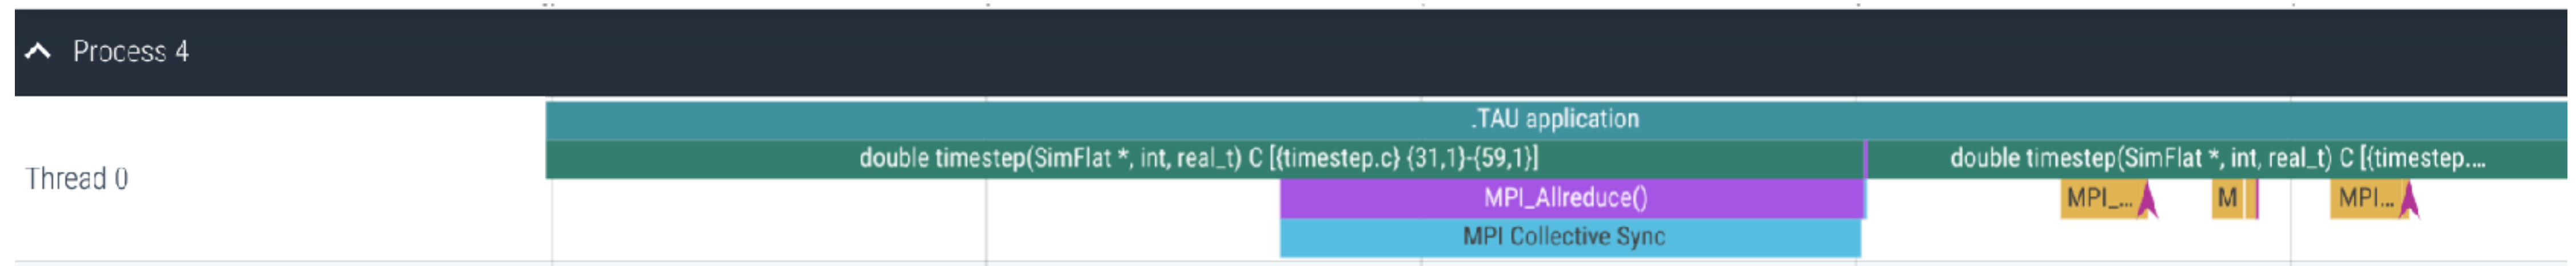 Process 4
.TAU application
double timestep(SimFlat *, int, real_t) C [{timestep.c} {31,1}-{59,1}]
double timestep(SimFlat *, int, real_t) C [{timestep....
Thread 0
MPI_Allreduce()
MPI_...
M
MPI...
MPI Collective Sync